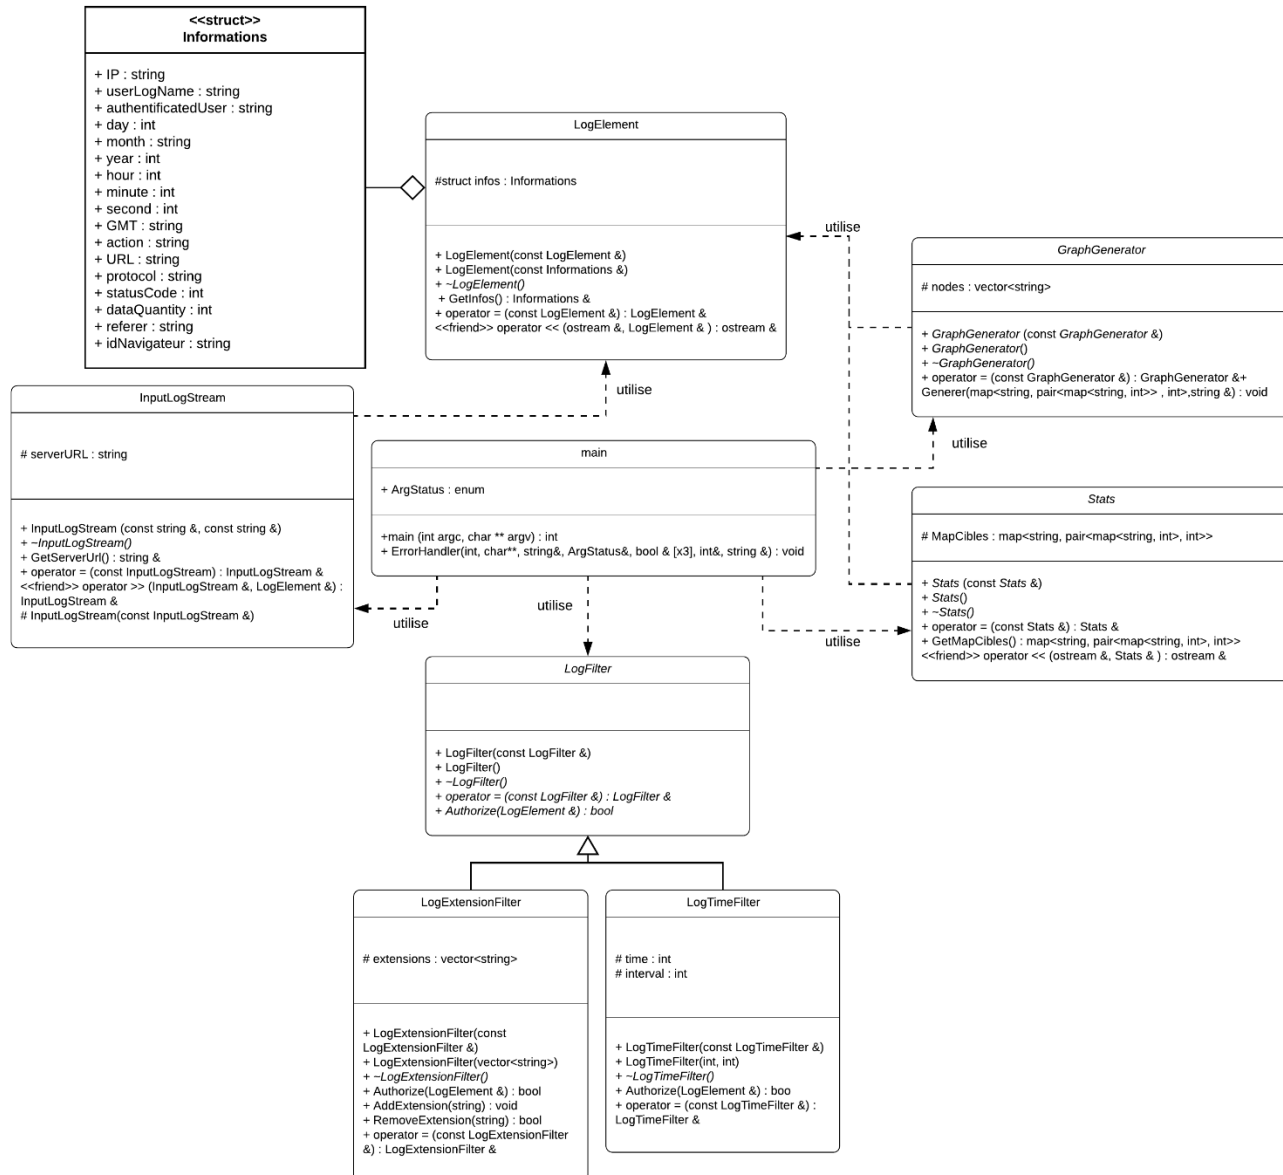 <<struct>>
Informations
+ IP : string
+ userLogName : string
+ authentificatedUser : string
+ day : int
+ month : string
+ year : int
+ hour : int
+ minute : int
+ second : int
+ GMT : string
+ action : string
+ URL : string
+ protocol : string
+ statusCode : int
+ dataQuantity : int
+ referer : string
+ idNavigateur : string
LogElement
#struct infos : Informations
+ LogElement(const LogElement &)
+ LogElement(const Informations &)
+ ~LogElement()
+ GetInfos() : Informations &
+ operator = (const LogElement &) : LogElement &
<<friend>> operator << (ostream &, LogElement & ) : ostream &
utilise
GraphGenerator
# nodes : vector<string>
+ GraphGenerator (const GraphGenerator &)
+ GraphGenerator()
+ ~GraphGenerator()
+ operator = (const GraphGenerator &) : GraphGenerator &+
Generer(map<string, pair<map<string, int>> , int>,string &) : void
utilise
InputLogStream
# serverURL : string
+ InputLogStream (const string &, const string &)
+ ~InputLogStream()
+ GetServerUrl() : string &
+ operator = (const InputLogStream) : InputLogStream &
<<friend>> operator >> (InputLogStream &, LogElement &) :
InputLogStream &
# InputLogStream(const InputLogStream &)
utilise
main
+ ArgStatus : enum
+main (int argc, char ** argv) : int
+ ErrorHandler(int, char**, string&, ArgStatus&, bool & [x3], int&, string &) : void
utilise
utilise
utilise
Stats
# MapCibles : map<string, pair<map<string, int>, int>>
+ Stats (const Stats &)
+ Stats()
+ ~Stats()
+ operator = (const Stats &) : Stats &
+ GetMapCibles() : map<string, pair<map<string, int>, int>>
<<friend>> operator << (ostream &, Stats & ) : ostream &
LogFilter
+ LogFilter(const LogFilter &)
+ LogFilter()
+ ~LogFilter()
+ operator = (const LogFilter &) : LogFilter &
+ Authorize(LogElement &) : bool
LogExtensionFilter
# extensions : vector<string>
+ LogExtensionFilter(const
LogExtensionFilter &)
+ LogExtensionFilter(vector<string>)
+ ~LogExtensionFilter()
+ Authorize(LogElement &) : bool
+ AddExtension(string) : void
+ RemoveExtension(string) : bool
+ operator = (const LogExtensionFilter
&) : LogExtensionFilter &
LogTimeFilter
# time : int
# interval : int
+ LogTimeFilter(const LogTimeFilter &)
+ LogTimeFilter(int, int)
+ ~LogTimeFilter()
+ Authorize(LogElement &) : boo
+ operator = (const LogTimeFilter &) :
LogTimeFilter &